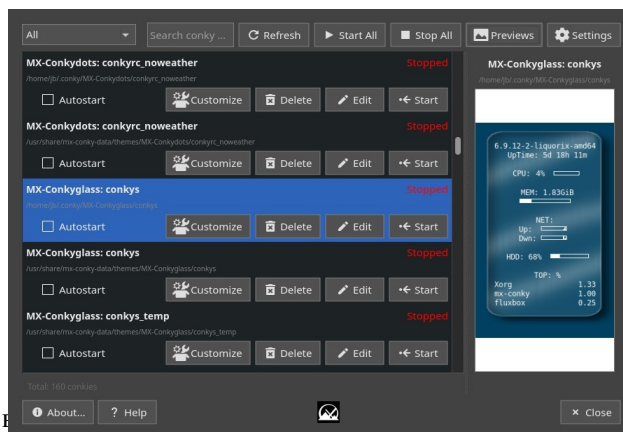 All
Search conky ...
Refresh
Start All
Stop All
Previews
Settings
MX-Conkydots: conkyrc_noweather
Stopped
/home/jb/.conky/MX-Conkydots/conkyrc_noweather
Autostart
Customize
Delete
Edit
Start
MX-Conkydots: conkyrc_noweather
Stopped
/usr/share/mx-conky-data/themes/MX-Conkydots/conkyrc_noweather
Autostart
Customize
Delete
Edit
Start
MX-Conkyglass: conkys
Stopped
/home/jb/.conky/MX-Conkyglass/conkys
Autostart
Customize
Delete
Edit
Start
MX-Conkyglass: conkys
Stopped
/usr/share/mx-conky-data/themes/MX-Conkyglass/conkys
Autostart
Customize
Delete
Edit
Start
MX-Conkyglass: conkys_temp
Stopped
/usr/share/mx-conky-data/themes/MX-Conkyglass/conkys_temp
Autostart
Customize
Delete
Edit
Start
Total: 160 conkies
MX-Conkyglass: conkys
/home/jb/.conky/MX-Conkyglass/conkys
6.9.12-2-liquorix-amd64
UpTime: 5d 18h 11m
CPU: 4%
MEM: 1.83GiB
NET:
Up:
Dwn:
HDD: 68%
TOP: %
Xorg 1.33
mx-conky 1.00
fluxbox 0.25
About...
? Help
Close